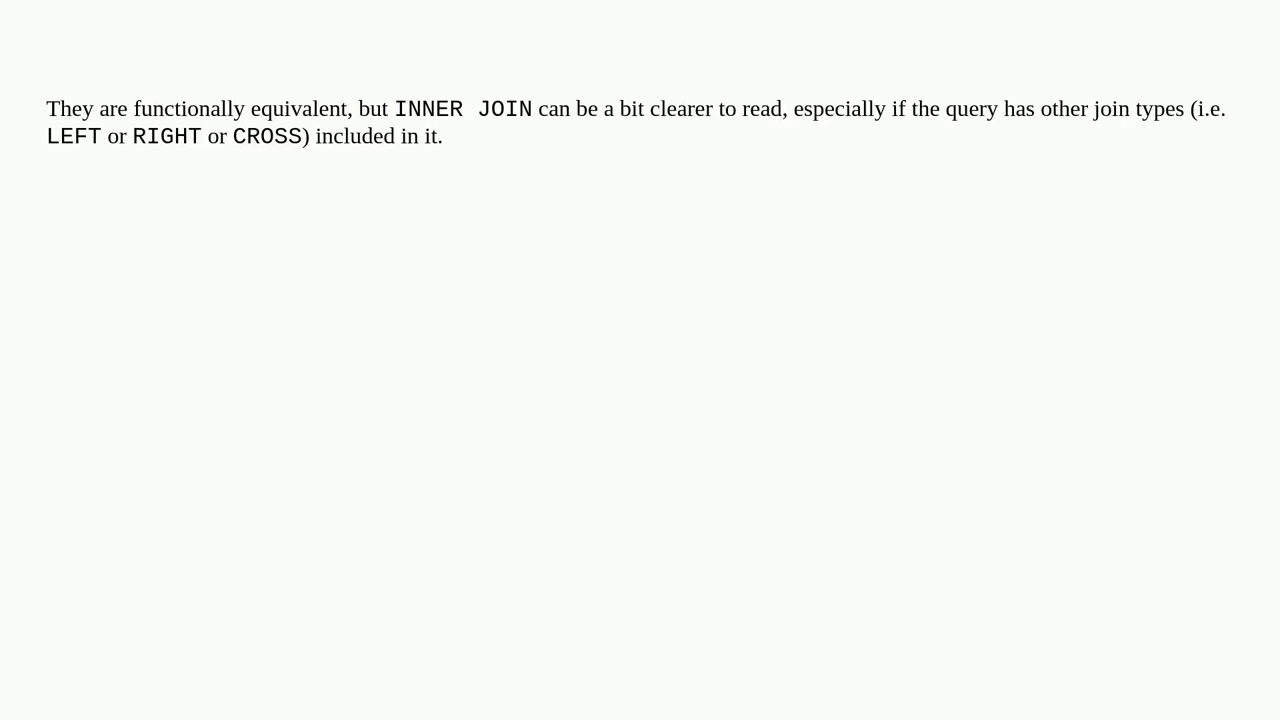 They are functionally equivalent, but INNER JOIN can be a bit clearer to read, especially if the query has other join types (i.e.
LEFT or RIGHT or CROSS) included in it.